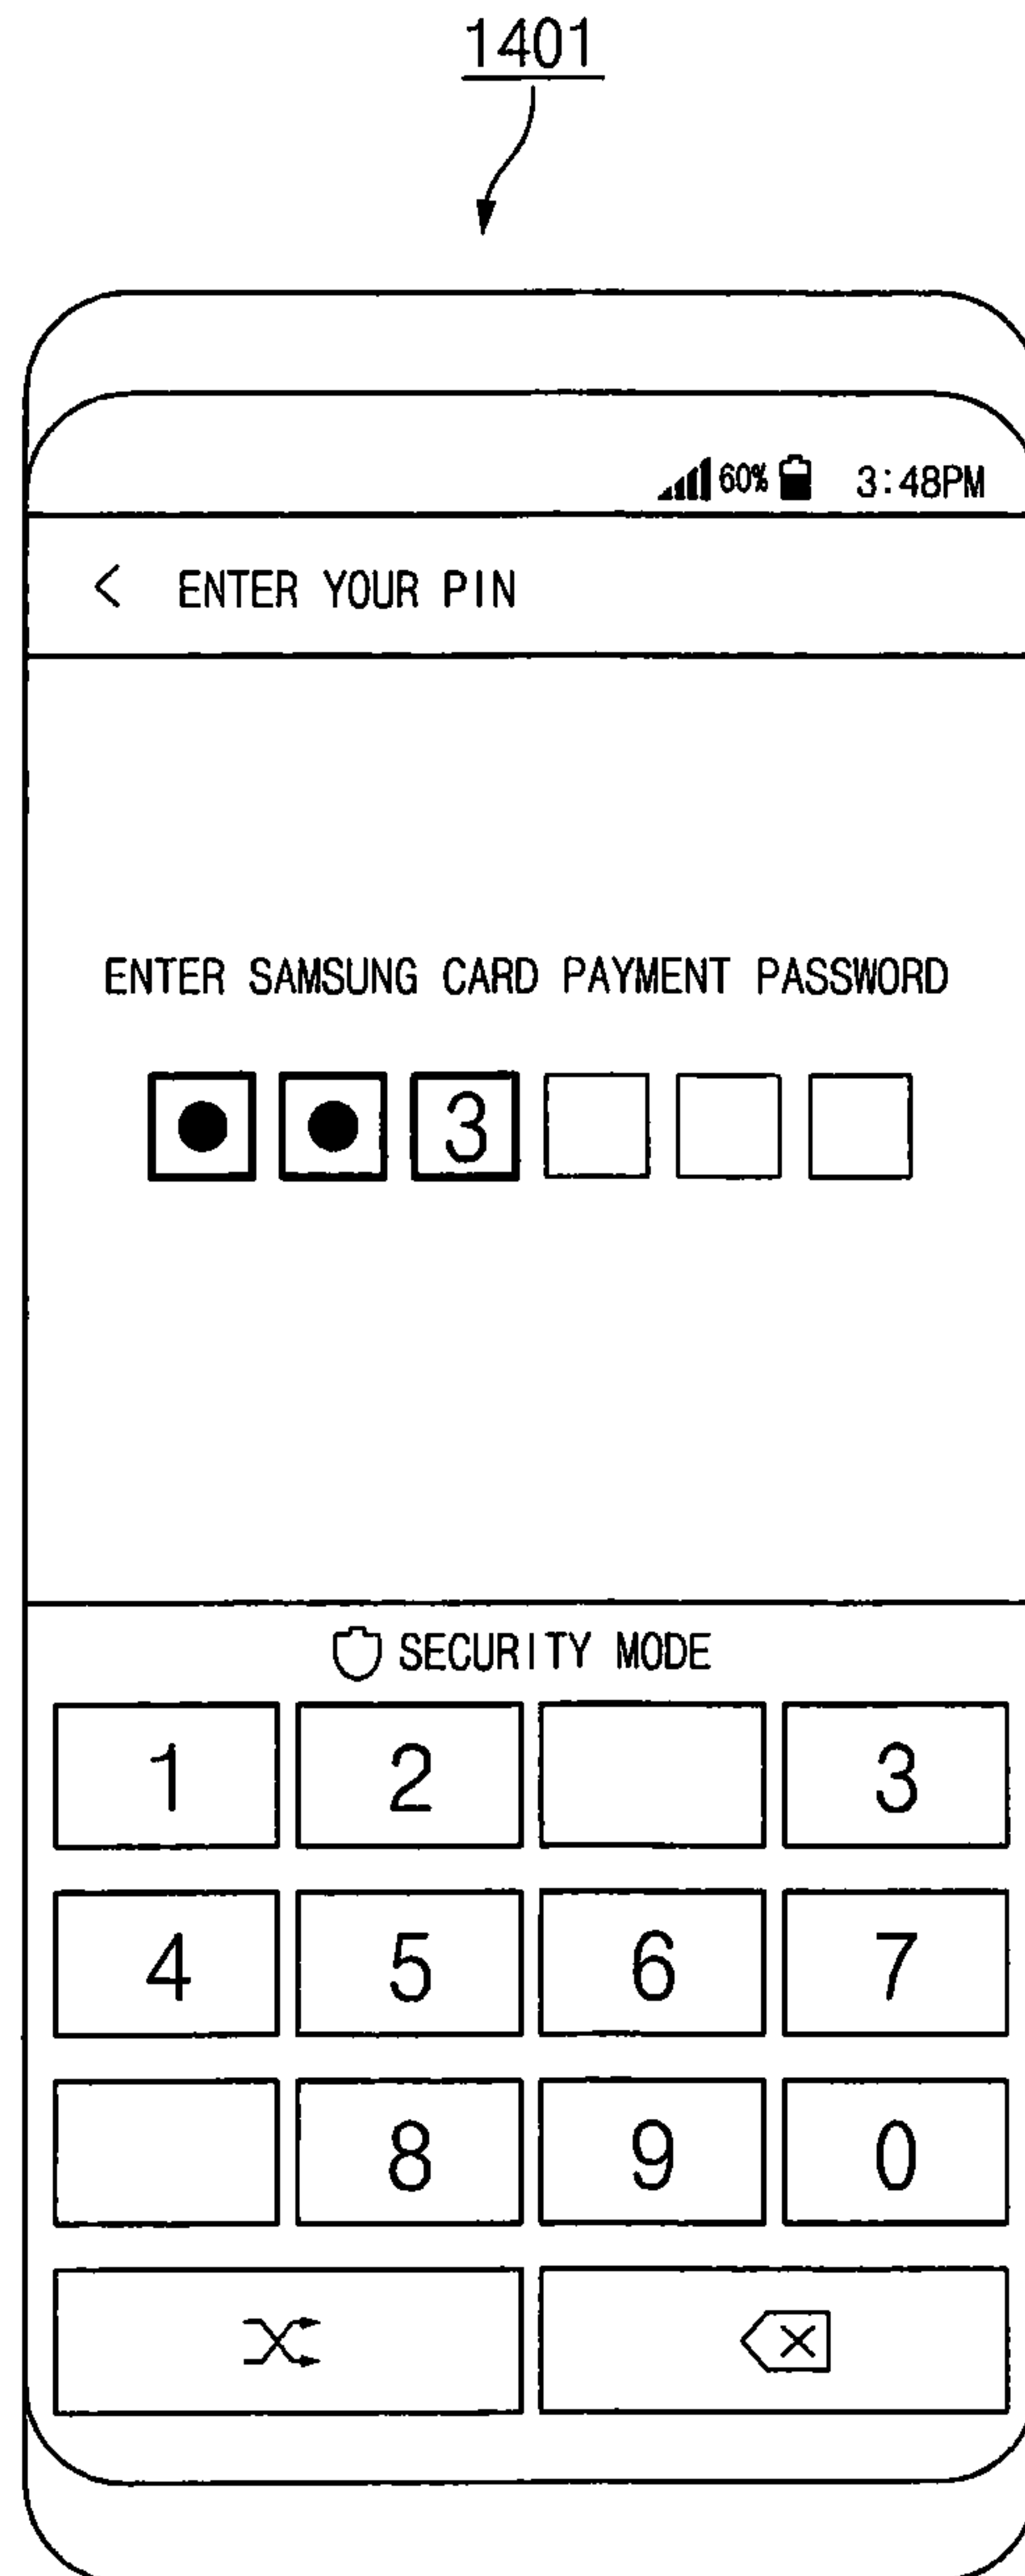 1401
60% 3:48PM
< ENTER YOUR PIN
ENTER SAMSUNG CARD PAYMENT PASSWORD
3
SECURITY MODE
1 2 3
4 5 6 7
8 9 0